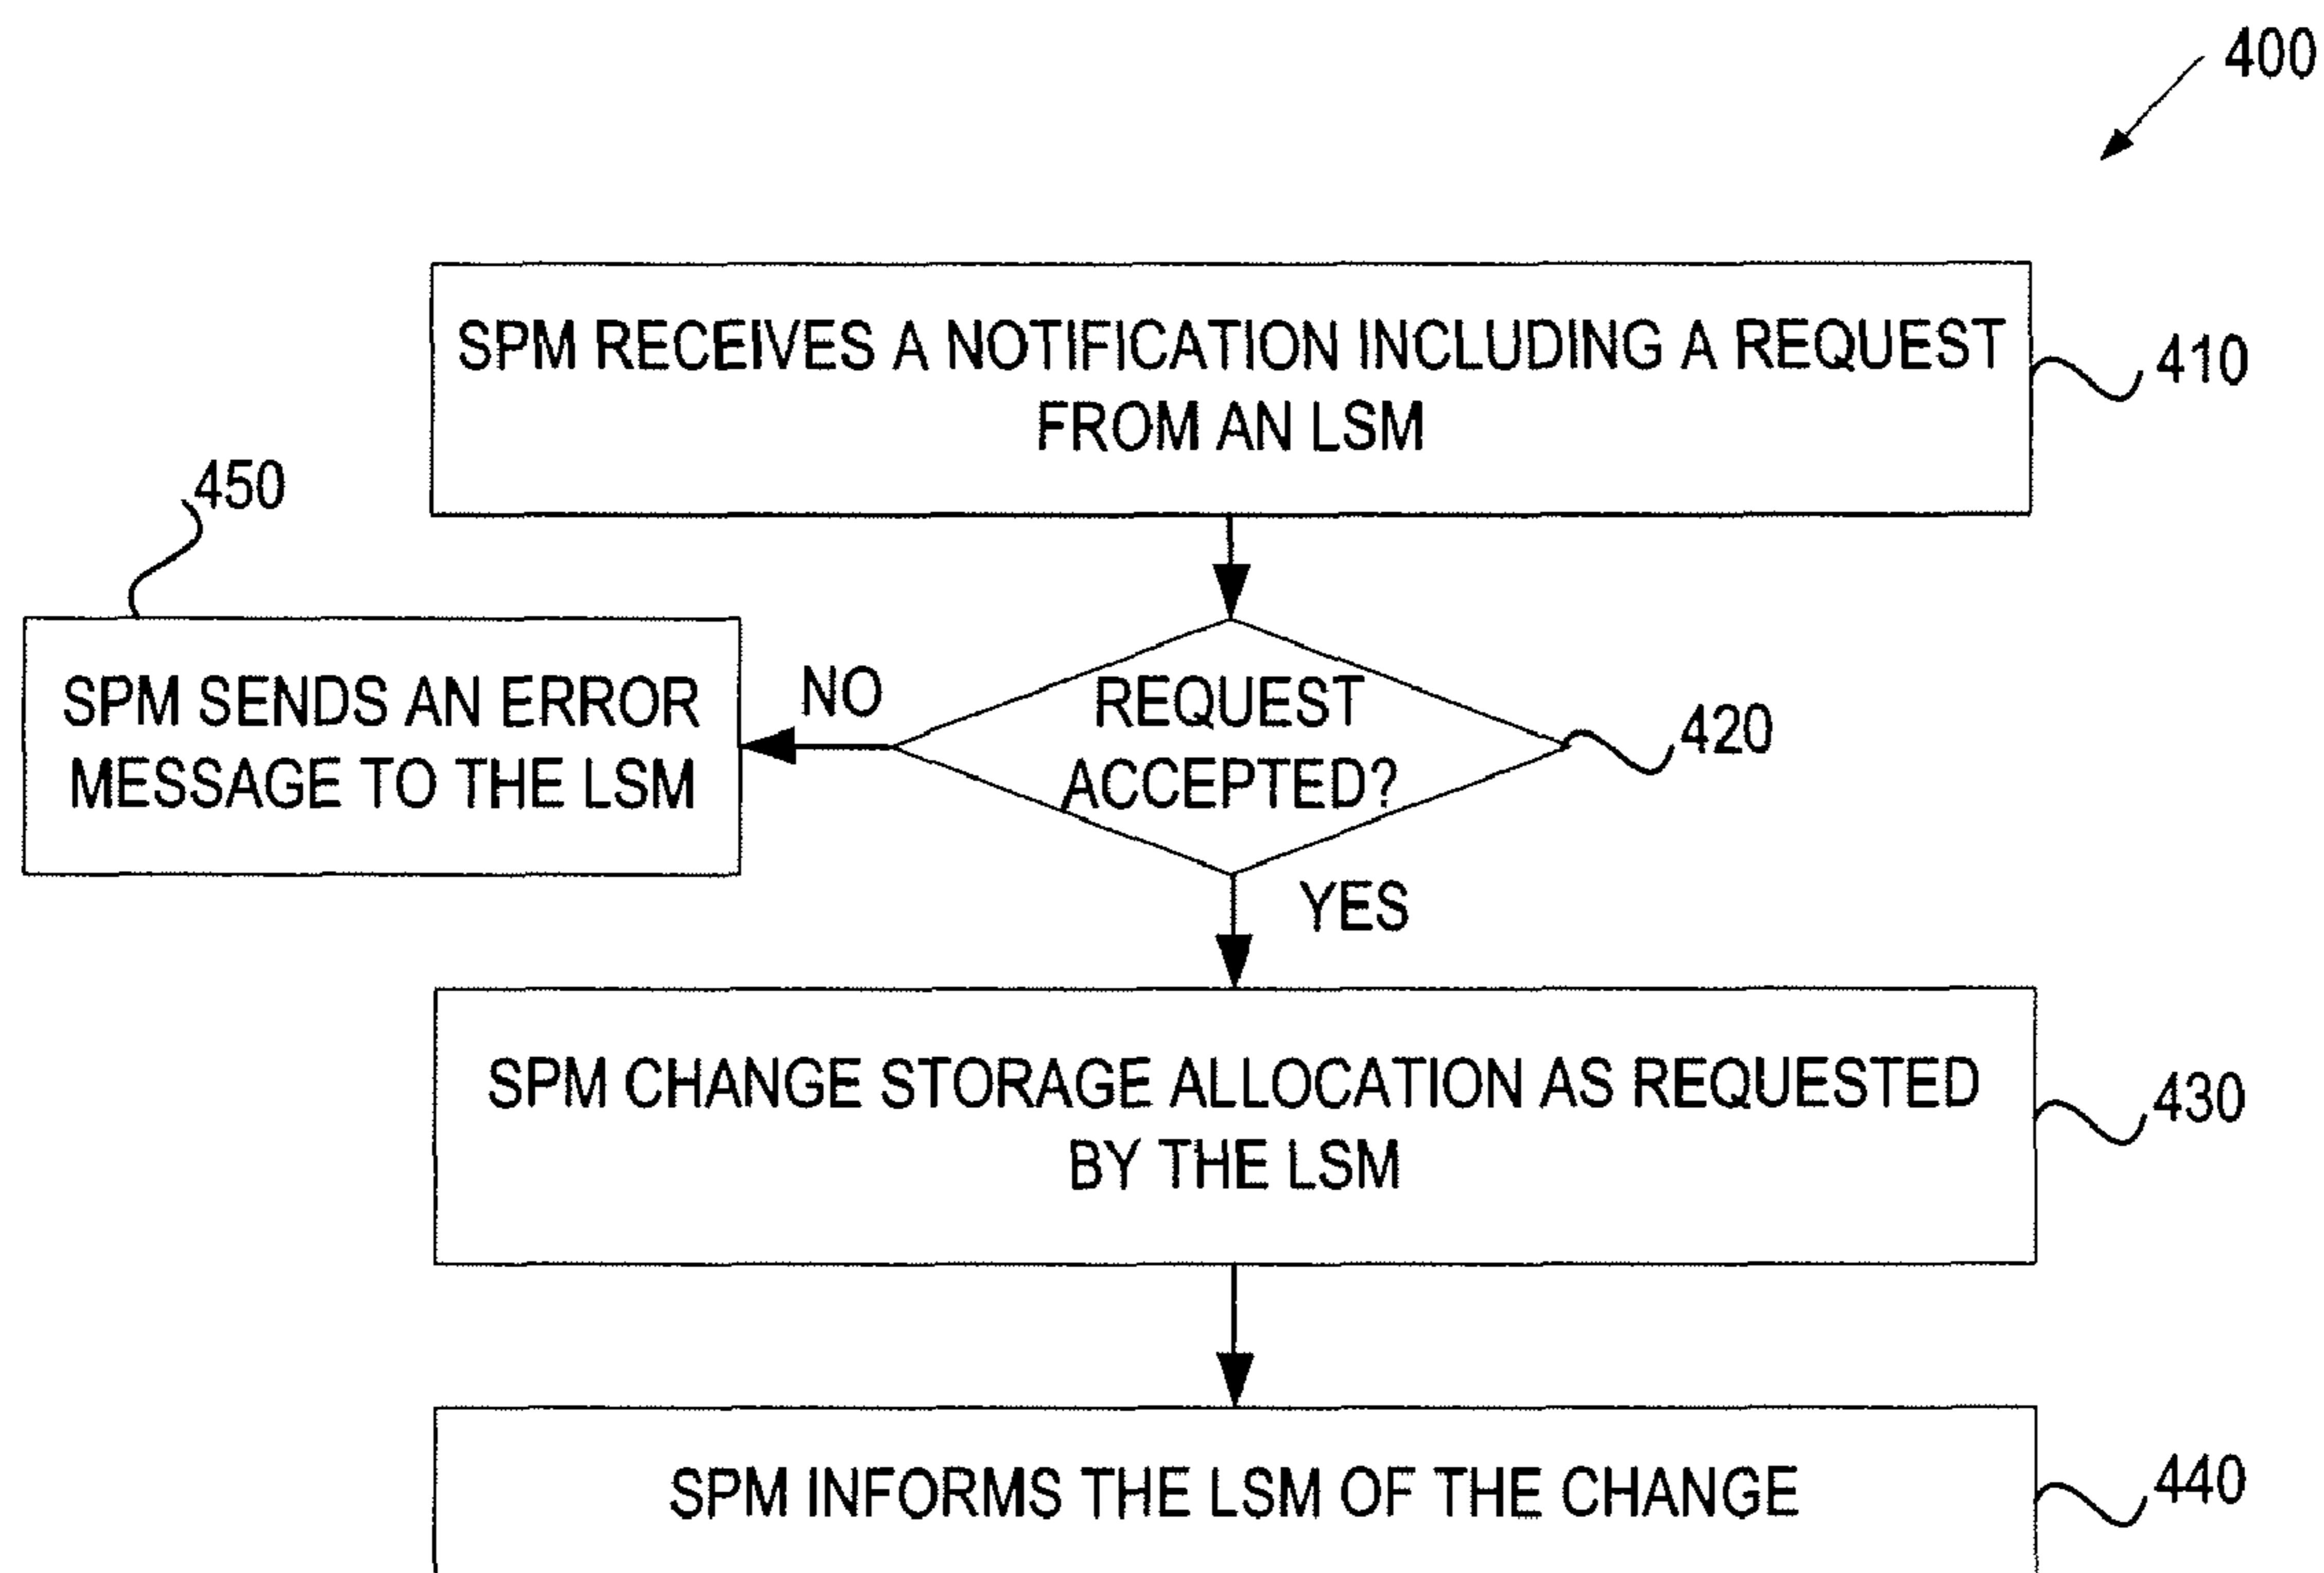 400
SPM RECEIVES A NOTIFICATION INCLUDING A REQUEST
FROM AN LSM
410
450
SPM SENDS AN ERROR
MESSAGE TO THE LSM
NO
REQUEST
ACCEPTED?
420
YES
SPM CHANGE STORAGE ALLOCATION AS REQUESTED
BY THE LSM
430
SPM INFORMS THE LSM OF THE CHANGE
440